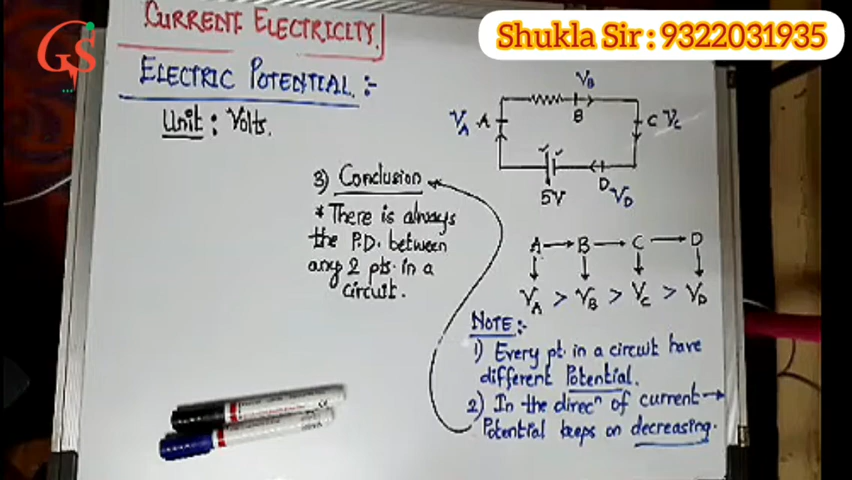 Shukla Sir : 9322031935
GS
CURRENT ELECTRICITY
ELECTRIC POTENTIAL :-
Unit : Volts.
VB
VA A
B
C VC
D
VD
5V
3) Conclusion
* There is always
the P.D. between
any 2 pts. in a
circuit.
A → B → C → D
VA > VB > VC > VD
NOTE :-
1) Every pt. in a circuit have
different Potential.
2) In the direcⁿ of current →
Potential keeps on decreasing.